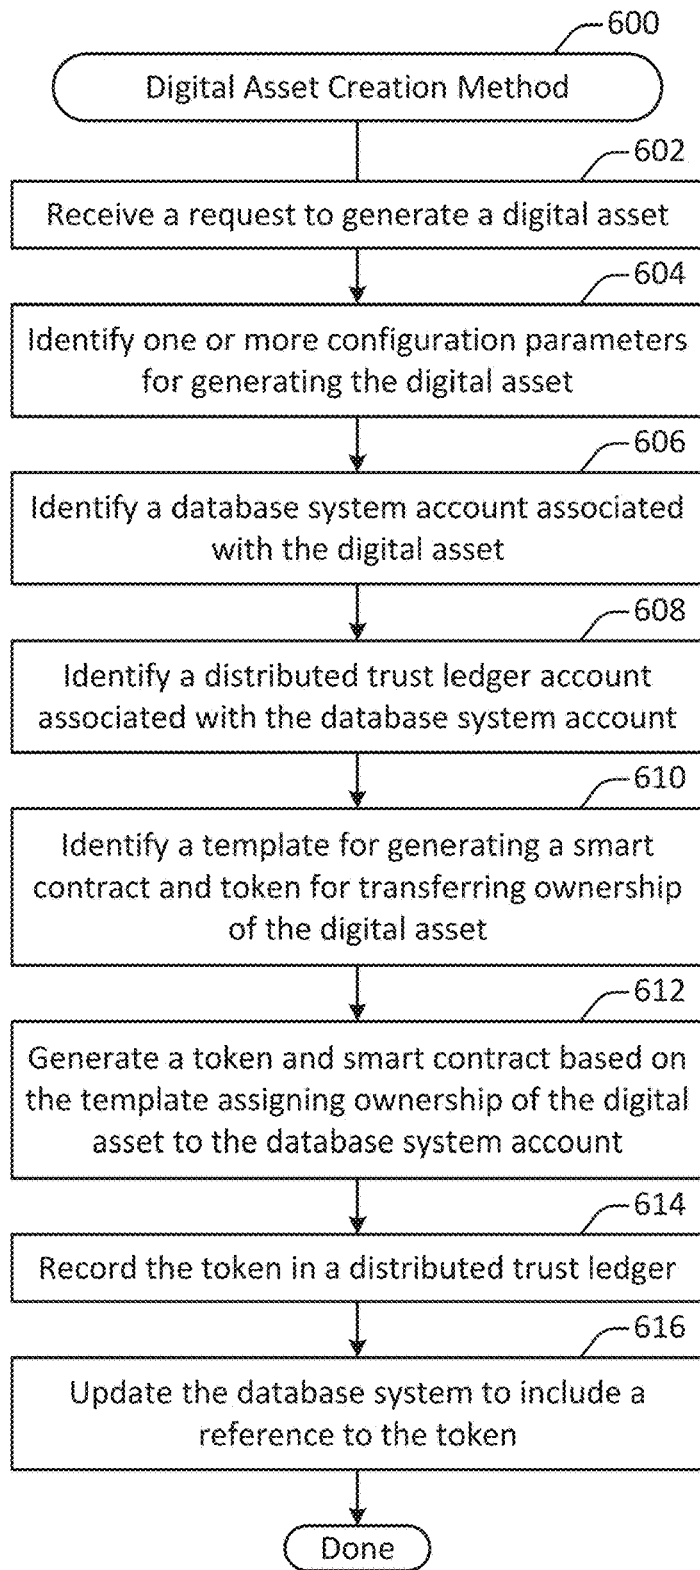 600
Digital Asset Creation Method
602
Receive a request to generate a digital asset
604
Identify one or more configuration parameters
for generating the digital asset
606
Identify a database system account associated
with the digital asset
608
Identify a distributed trust ledger account
associated with the database system account
610
Identify a template for generating a smart
contract and token for transferring ownership
of the digital asset
612
Generate a token and smart contract based on
the template assigning ownership of the digital
asset to the database system account
614
Record the token in a distributed trust ledger
616
Update the database system to include a
reference to the token
Done